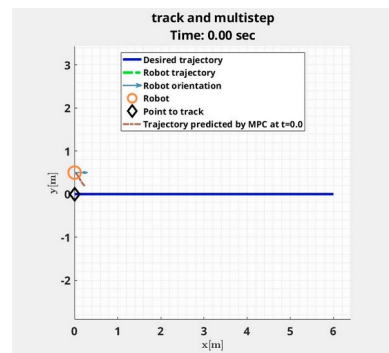 track and multistep
Time: 0.00 sec
Desired trajectory
Robot trajectory
Robot orientation
Robot
Point to track
Trajectory predicted by MPC at t=0.0
3
2
1
0
-1
-2
y[m]
0 1 2 3 4 5 6
x[m]